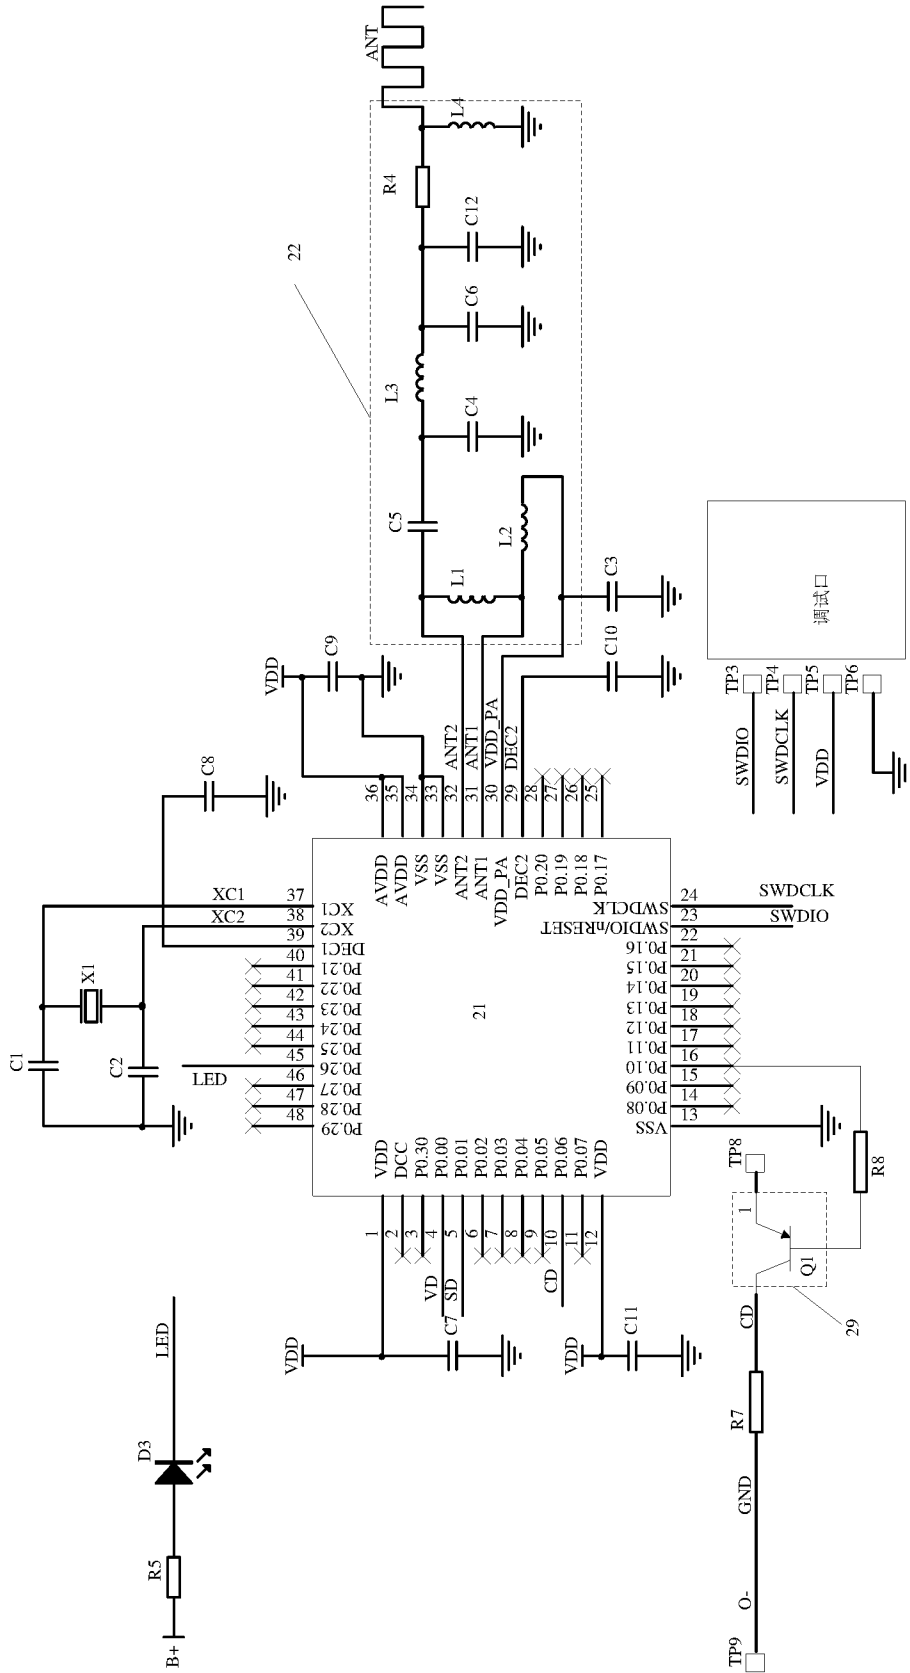 ANT
22
R4
L4
C12
C6
L3
C4
C5
L2
L1
C3
C10
VDD
C9
C8
ANT2
ANT1
VDD_PA
DEC2
36
35
34
33
32
31
30
29
28
27
26
25
AVDD
AVDD
VSS
VSS
ANT2
ANT1
VDD_PA
DEC2
P0.20
P0.19
P0.18
P0.17
XC1
XC2
37
38
39
40
41
42
43
44
45
46
47
48
XC1
XC2
DEC1
P0.21
P0.22
P0.23
P0.24
P0.25
P0.26
P0.27
P0.28
P0.29
X1
C1
C2
LED
21
调试口
TP3
TP4
TP5
TP6
SWDIO
SWDCLK
VDD
SWDCLK
SWDIO/nRESET
P0.16
P0.15
P0.14
P0.13
P0.12
P0.11
P0.10
P0.09
P0.08
VSS
24
23
22
21
20
19
18
17
16
15
14
13
SWDCLK
SWDIO
VDD
DCC
P0.30
P0.00
P0.01
P0.02
P0.03
P0.04
P0.05
P0.06
P0.07
VDD
1
2
3
4
5
6
7
8
9
10
11
12
VD
SD
CD
VDD
C7
VDD
C11
LED
D3
R5
B+
TP8
1
Q1
R8
29
CD
R7
GND
O-
TP9